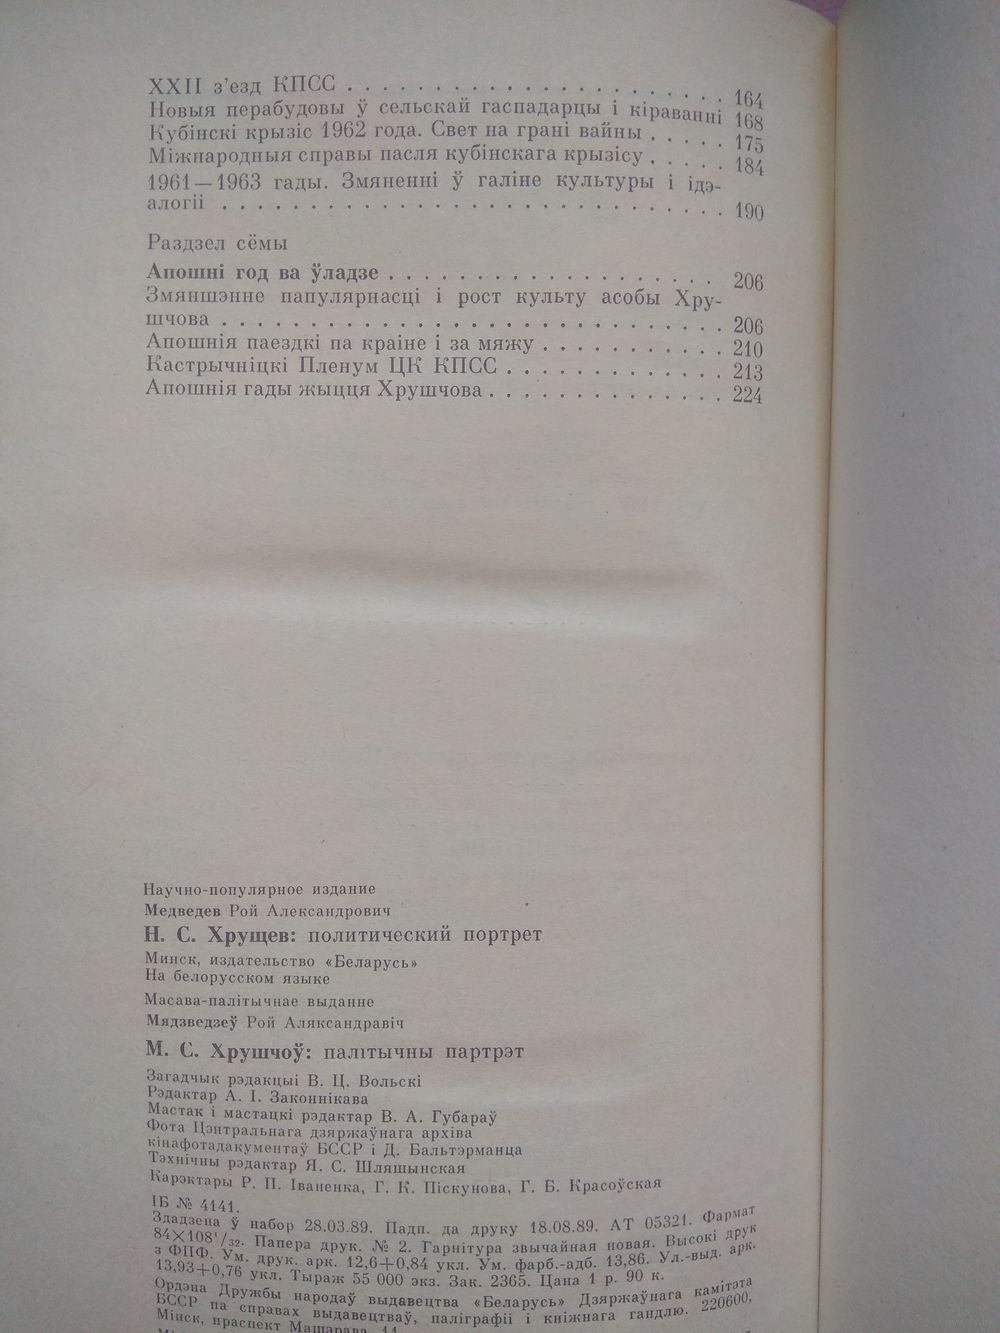 XXII з'езд КПСС . . . . . . . . . . . . . . . . . . . . . . 164
Новыя перабудовы ў сельскай гаспадарцы і кіраванні 168
Кубінскі крызіс 1962 года. Свет на грані вайны . . . . . 175
Міжнародныя справы пасля кубінскага крызісу . . . . . 184
1961—1963 гады. Змяненні ў галіне культуры і ідэ-
алогіі . . . . . . . . . . . . . . . . . . . . . . . . . . . . . 190
Раздзел сёмы
Апошні год ва ўладзе . . . . . . . . . . . . . . . . . . . 206
Змяншэнне папулярнасці і рост культу асобы Хру-
шчова . . . . . . . . . . . . . . . . . . . . . . . . . . . . . 206
Апошнія паездкі па краіне і за мяжу . . . . . . . . . . . 210
Кастрычніцкі Пленум ЦК КПСС . . . . . . . . . . . . . 213
Апошнія гады жыцця Хрушчова . . . . . . . . . . . . . . 224
Научно-популярное издание
Медведев Рой Александрович
Н. С. Хрущев: политический портрет
Минск, издательство «Беларусь»
На белорусском языке
Масава-палітычнае выданне
Мядзведзеў Рой Аляксандравіч
М. С. Хрушчоў: палітычны партрэт
Загадчык рэдакцыі В. Ц. Вольскі
Рэдактар А. І. Законнікава
Мастак і мастацкі рэдактар В. А. Губараў
Фота Цэнтральнага дзяржаўнага архіва
кінафотадакументаў БССР і Д. Бальтэрманца
Тэхнічны рэдактар Я. С. Шляшынская
Карэктары Р. П. Іваненка, Г. К. Піскунова, Г. Б. Красоўская
ІБ № 4141.
Здадзена ў набор 28.03.89. Падп. да друку 18.08.89. АТ 05321. Фармат
84×108¹/₃₂. Папера друк. № 2. Гарнітура звычайная новая. Высокі друк
з ФПФ. Ум. друк. арк. 12,6+0,84 укл. Ум. фарб.-адб. 13,86. Ул.-выд. арк.
13,93+0,76 укл. Тыраж 55 000 экз. Зак. 2365. Цана 1 р. 90 к.
Ордэна Дружбы народаў выдавецтва «Беларусь» Дзяржаўнага камітэта
БССР па справах выдавецтваў, паліграфіі і кніжнага гандлю. 220600,
Мінск, праспект Машэрава, 11.